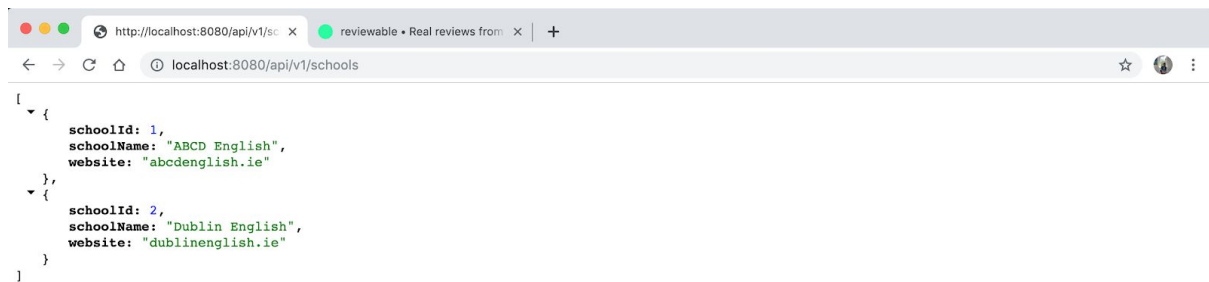 http://localhost:8080/api/v1/sc
reviewable • Real reviews from
localhost:8080/api/v1/schools
[
{
schoolId: 1,
schoolName: "ABCD English",
website: "abcdenglish.ie"
},
{
schoolId: 2,
schoolName: "Dublin English",
website: "dublinenglish.ie"
}
]